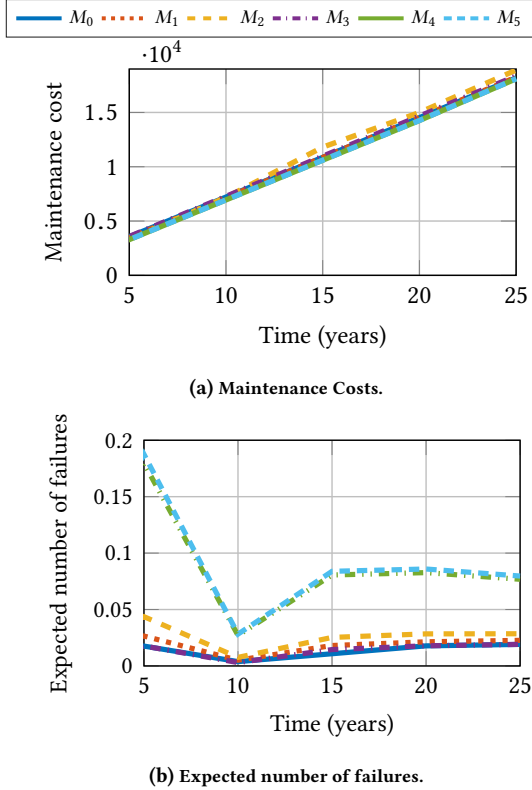 M0 M1 M2 M3 M4 M5
·10^4
Maintenance cost
1.5
1
0.5
0
5 10 15 20 25
Time (years)
(a) Maintenance Costs.
Expected number of failures
0.2
0.15
0.1
0.05
0
5 10 15 20 25
Time (years)
(b) Expected number of failures.